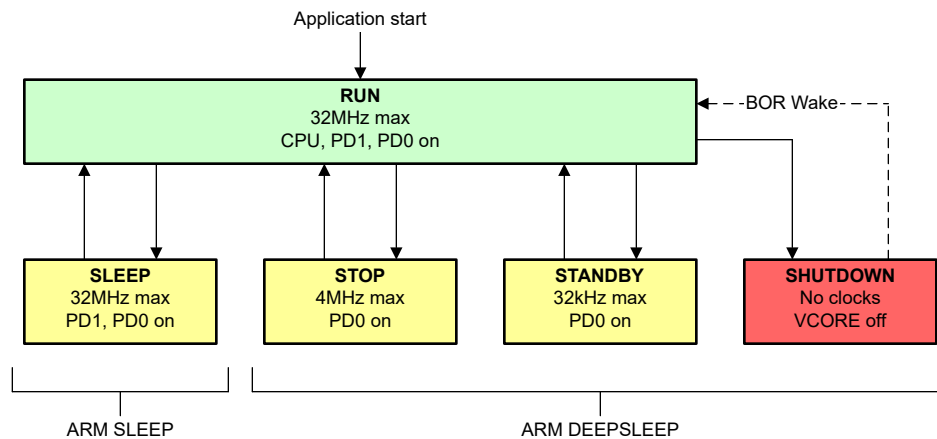 Application start
RUN
32MHz max
CPU, PD1, PD0 on
BOR Wake
SLEEP
32MHz max
PD1, PD0 on
STOP
4MHz max
PD0 on
STANDBY
32kHz max
PD0 on
SHUTDOWN
No clocks
VCORE off
ARM SLEEP
ARM DEEPSLEEP